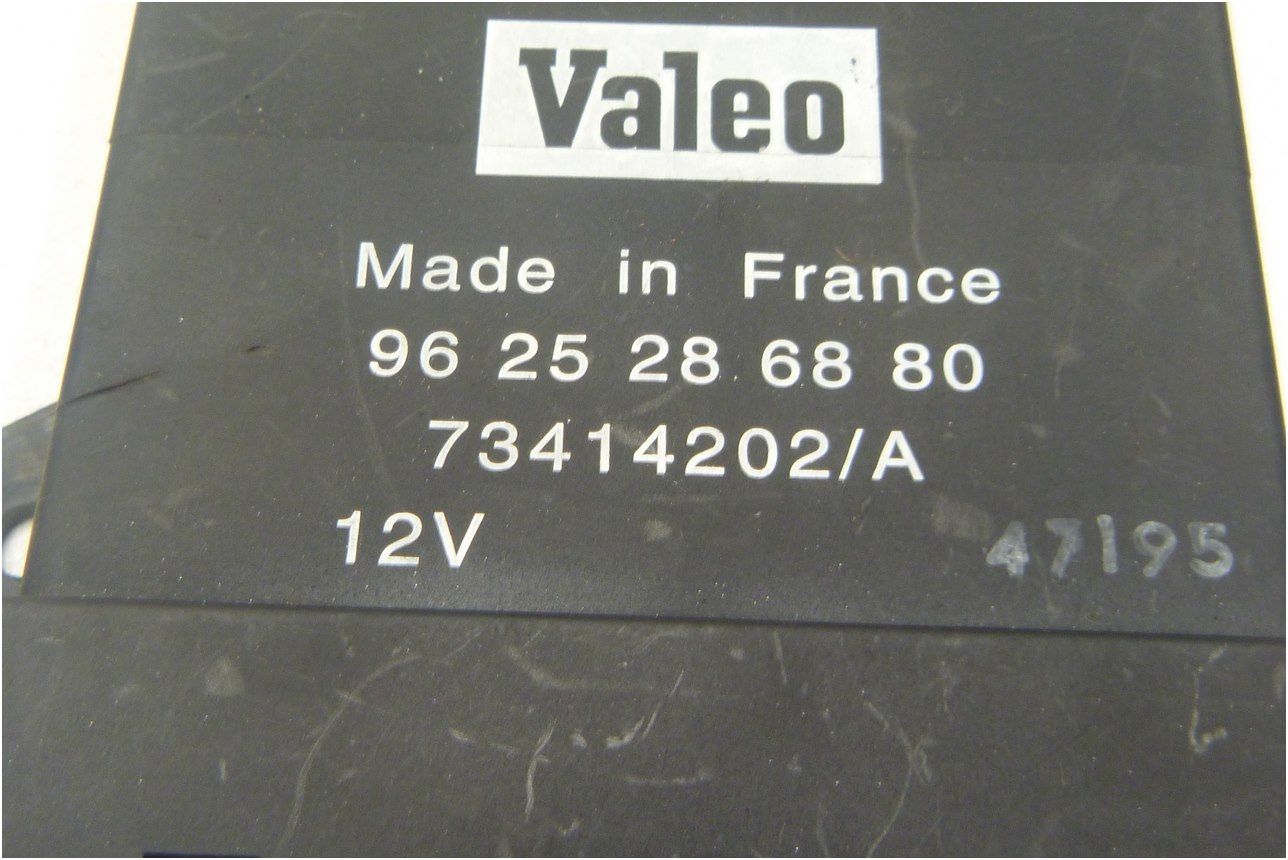 Valeo
Made in France
96 25 28 68 80
73414202/A
12V 47195